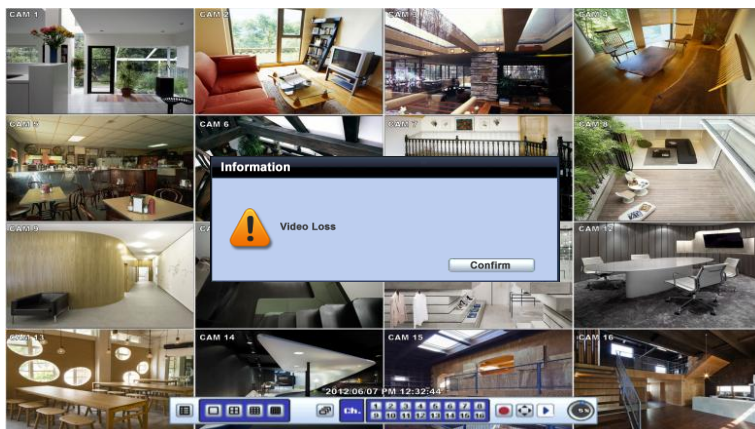 CAM 1
CAM 2
CAM 3
CAM 4
CAM 5
CAM 6
CAM 7
CAM 8
Information
Video Loss
Confirm
CAM 9
CAM 12
CAM 13
CAM 14
CAM 15
CAM 16
2012/06/07 PM 12:32:44
Ch.
1 2 3 4 5 6 7 8
9 10 11 12 13 14 15 16